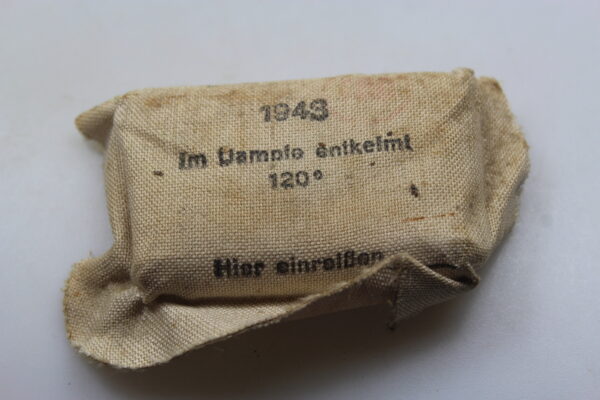 1943
Im Dampfe entkeimt
120°
Hier einreißen